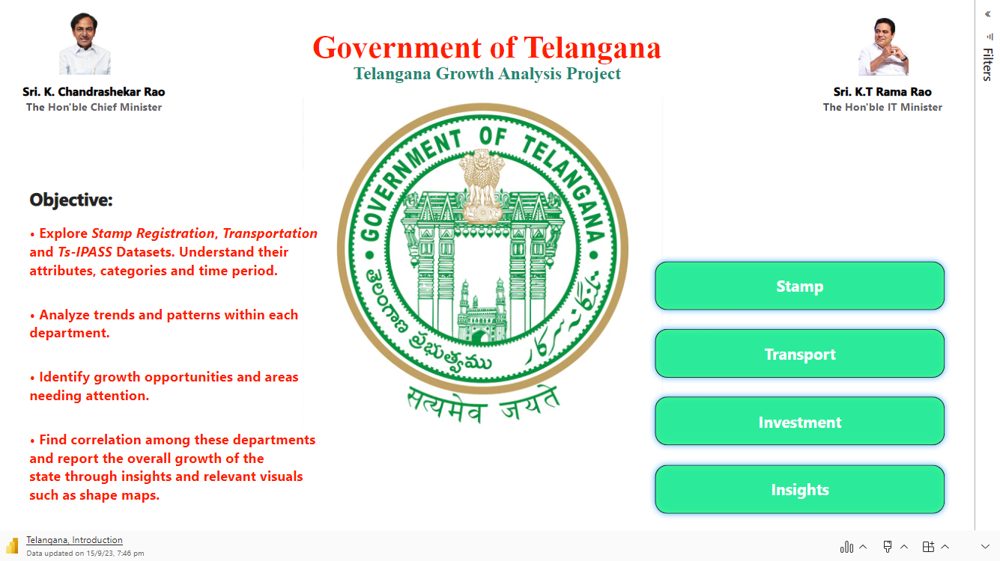 Government of Telangana
Telangana Growth Analysis Project
Sri. K. Chandrashekar Rao
The Hon'ble Chief Minister
Sri. K.T Rama Rao
The Hon'ble IT Minister
Filters
GOVERNMENT OF TELANGANA
తెలంగాణ ప్రభుత్వము
تلنگانہ سرکار
सत्यमेव जयते
Objective:
• Explore Stamp Registration, Transportation
and Ts-IPASS Datasets. Understand their
attributes, categories and time period.
• Analyze trends and patterns within each
department.
• Identify growth opportunities and areas
needing attention.
• Find correlation among these departments
and report the overall growth of the
state through insights and relevant visuals
such as shape maps.
Stamp
Transport
Investment
Insights
Telangana, Introduction
Data updated on 15/9/23, 7:46 pm